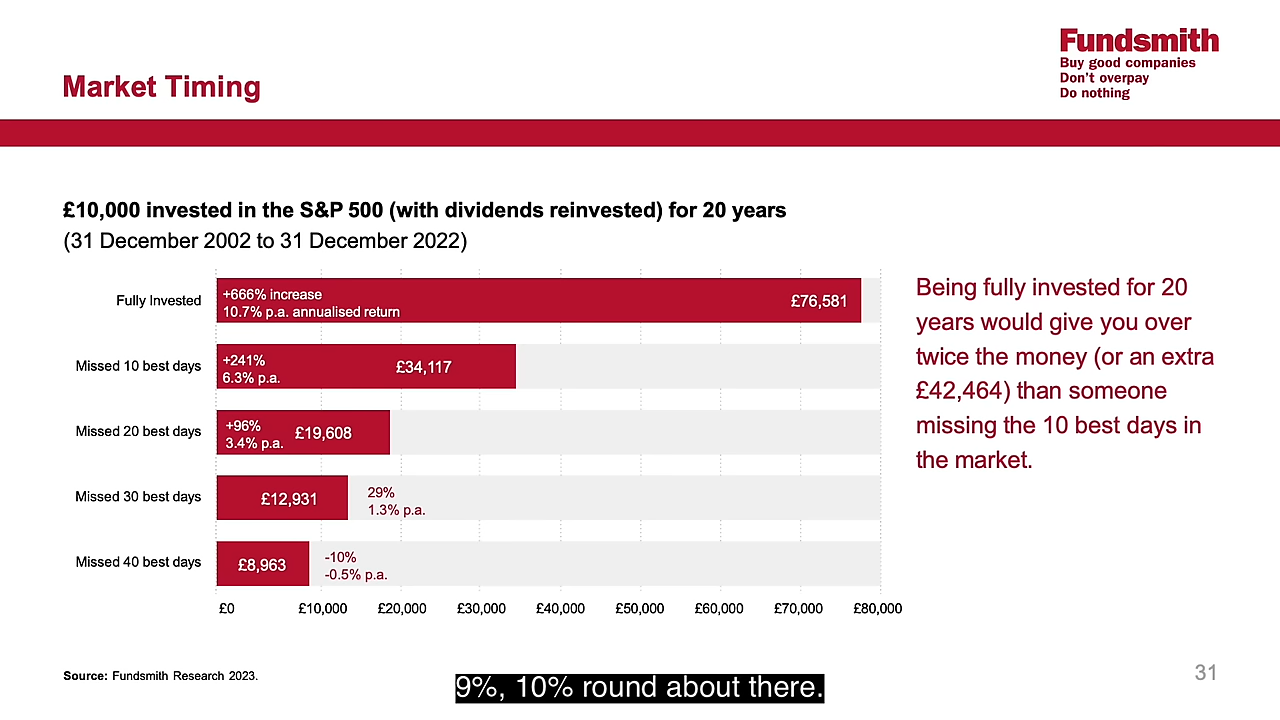 Fundsmith
Buy good companies
Don't overpay
Do nothing
Market Timing
£10,000 invested in the S&P 500 (with dividends reinvested) for 20 years
(31 December 2002 to 31 December 2022)
Fully Invested
+666% increase
10.7% p.a. annualised return
£76,581
Missed 10 best days
+241%
6.3% p.a.
£34,117
Missed 20 best days
+96%
3.4% p.a.
£19,608
Missed 30 best days
£12,931
29%
1.3% p.a.
Missed 40 best days
£8,963
-10%
-0.5% p.a.
£0 £10,000 £20,000 £30,000 £40,000 £50,000 £60,000 £70,000 £80,000
Being fully invested for 20
years would give you over
twice the money (or an extra
£42,464) than someone
missing the 10 best days in
the market.
Source: Fundsmith Research 2023.
31
9%, 10% round about there.